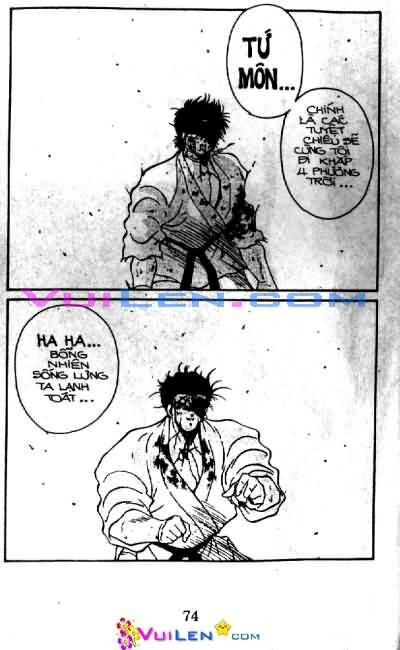 TỨ
MÔN...
CHÍNH
LÀ CÁC
TUYỆT
CHIÊU SẼ
CÙNG TÔI
ĐI KHẮP
4 PHƯƠNG
TRỜI...
VUILEN.COM
HA HA...
BỖNG
NHIÊN
SỐNG LƯNG
TA LẠNH
TOÁT...
74
VUILEN.COM